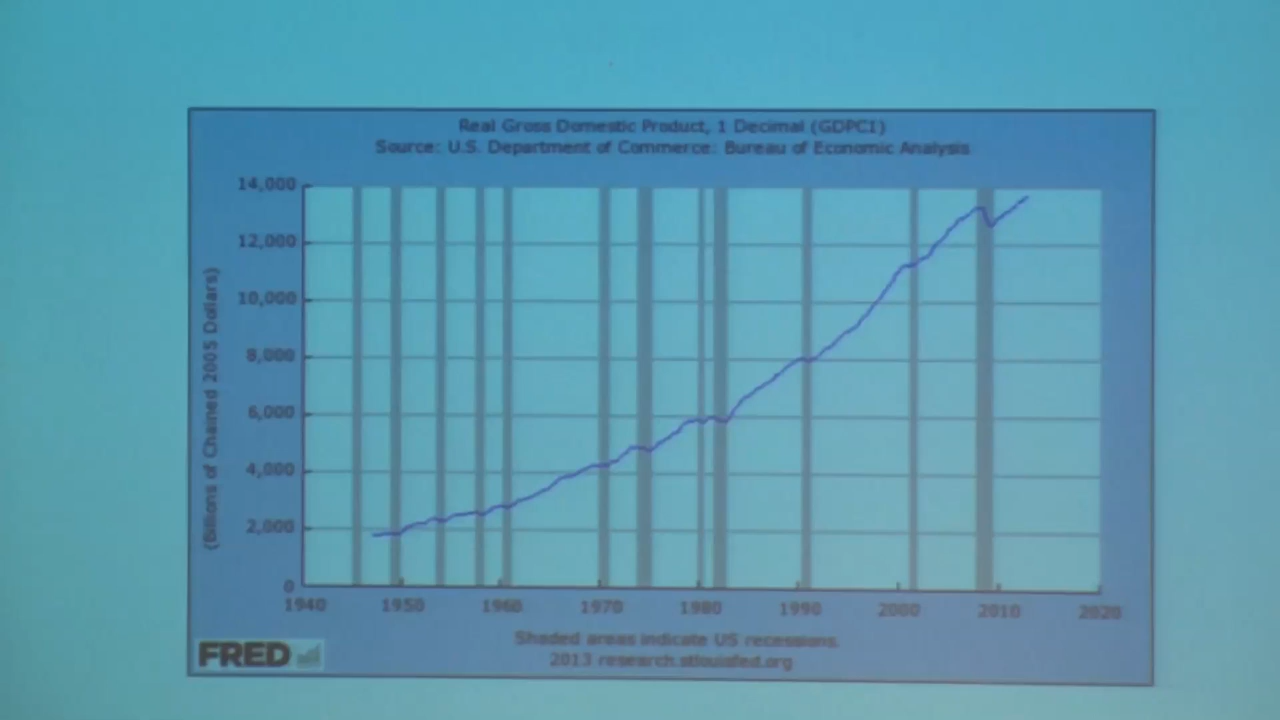 Real Gross Domestic Product, 1 Decimal (GDPC1)
Source: U.S. Department of Commerce: Bureau of Economic Analysis
14,000
12,000
10,000
8,000
6,000
4,000
2,000
0
(Billions of Chained 2005 Dollars)
1940 1950 1960 1970 1980 1990 2000 2010 2020
Shaded areas indicate US recessions.
2013 research.stlouisfed.org
FRED